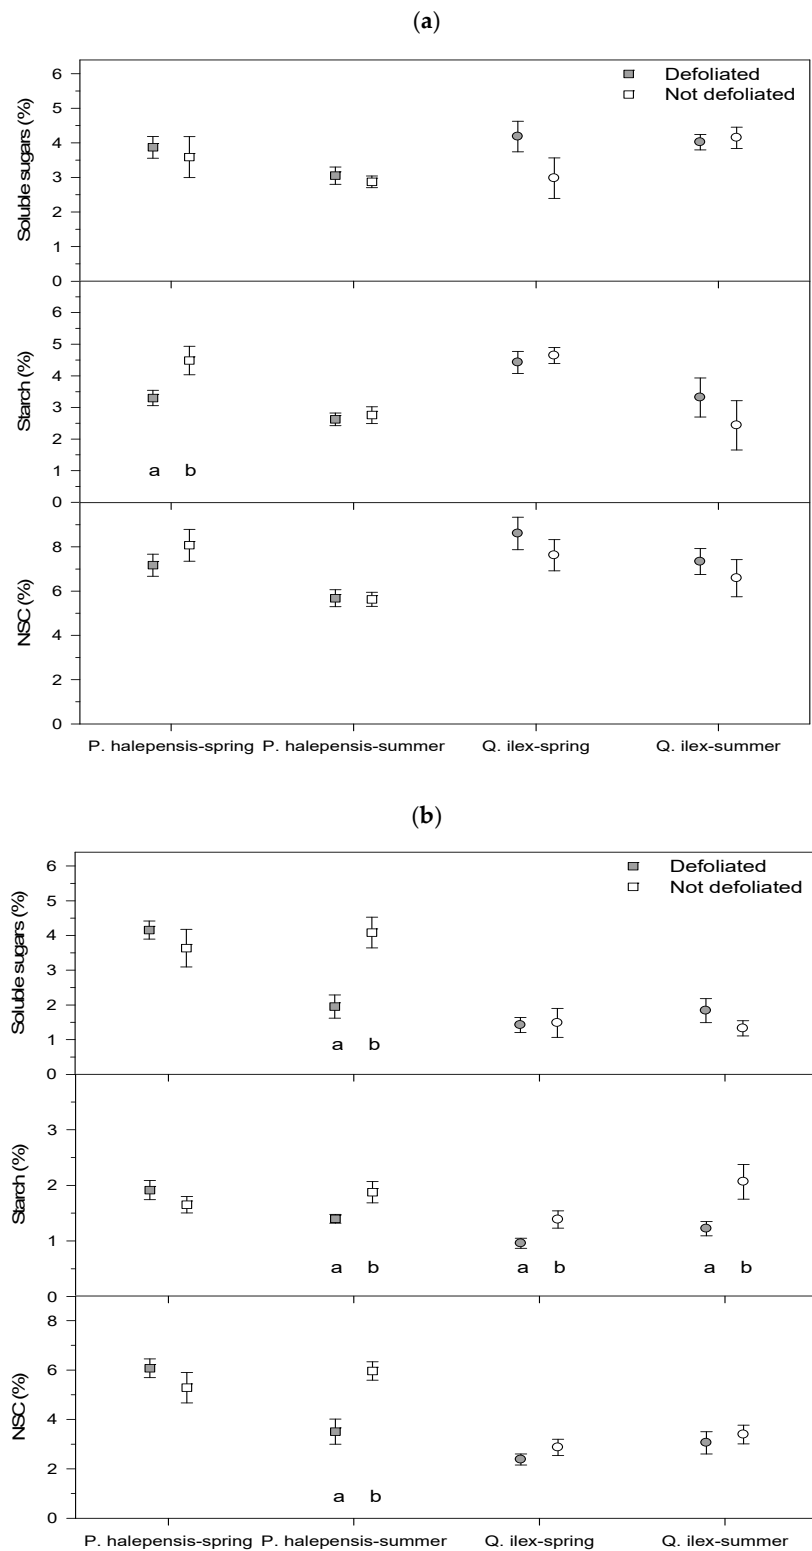 (a)
Defoliated
Not defoliated
Soluble sugars (%)
6
5
4
3
2
1
0
Starch (%)
6
5
4
3
2
1
0
a b
NSC (%)
8
6
4
2
0
P. halepensis-spring P. halepensis-summer Q. ilex-spring Q. ilex-summer
(b)
Defoliated
Not defoliated
Soluble sugars (%)
6
5
4
3
2
1
0
a b
Starch (%)
3
2
1
0
a b a b a b
NSC (%)
8
6
4
2
0
a b
P. halepensis-spring P. halepensis-summer Q. ilex-spring Q. ilex-summer